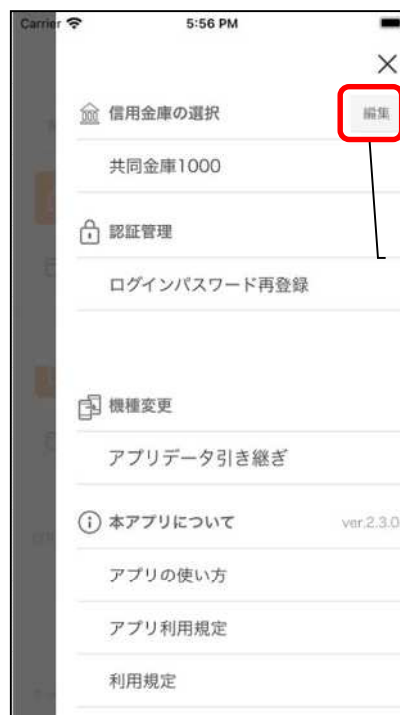 Carrier 5:56 PM
信用金庫の選択 編集
共同金庫1000
認証管理
ログインパスワード再登録
機種変更
アプリデータ引き継ぎ
本アプリについて ver.2.3.0
アプリの使い方
アプリ利用規定
利用規定